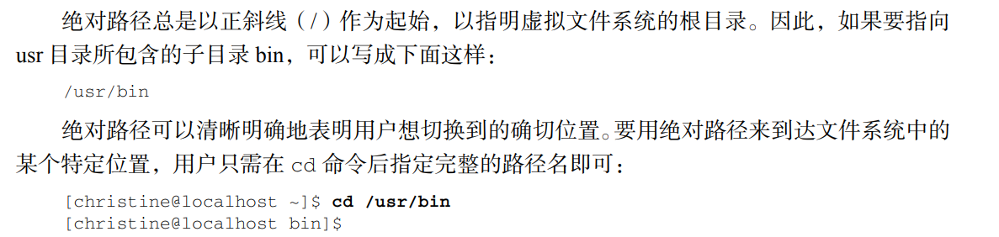 绝对路径总是以正斜线（/）作为起始，以指明虚拟文件系统的根目录。因此，如果要指向
usr 目录所包含的子目录 bin，可以写成下面这样：
/usr/bin
绝对路径可以清晰明确地表明用户想切换到的确切位置。要用绝对路径来到达文件系统中的
某个特定位置，用户只需在 cd 命令后指定完整的路径名即可：
[christine@localhost ~]$ cd /usr/bin
[christine@localhost bin]$